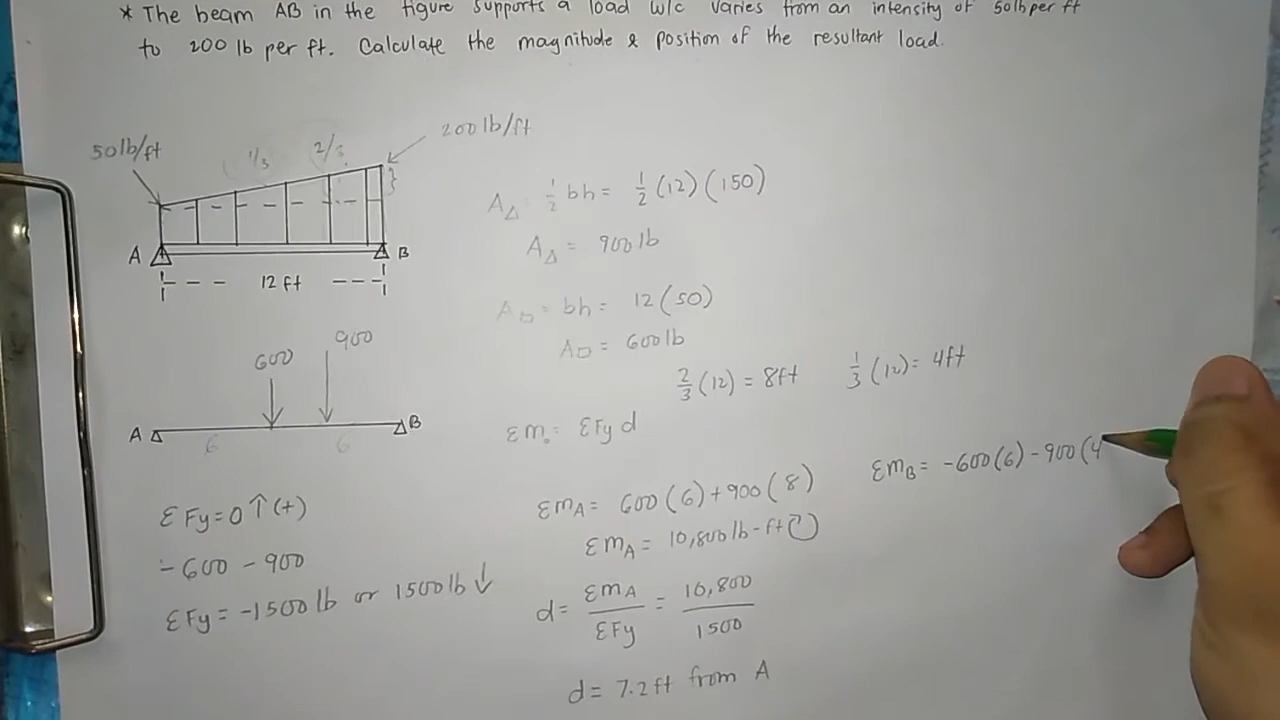 * The beam AB in the figure supports a load w/c varies from an intensity of 50lb per ft
to 200 lb per ft. Calculate the magnitude & position of the resultant load.
50lb/ft
1/3
2/3
200lb/ft
A
B
12 ft
A△ = ½ bh = ½ (12)(150)
A△ = 900 lb
A□ = bh = 12(50)
A□ = 600 lb
⅔ (12) = 8ft
⅓ (12) = 4ft
600
900
A
B
6
6
ΣMo = ΣFy d
ΣFy = 0 ↑(+)
= -600 - 900
ΣFy = -1500 lb or 1500lb ↓
ΣMA = 600(6)+900(8)
ΣMA = 10,800 lb-ft ↻
d = ΣMA/ΣFy = 10,800/1500
d = 7.2 ft from A
ΣMB = -600(6) -900(4